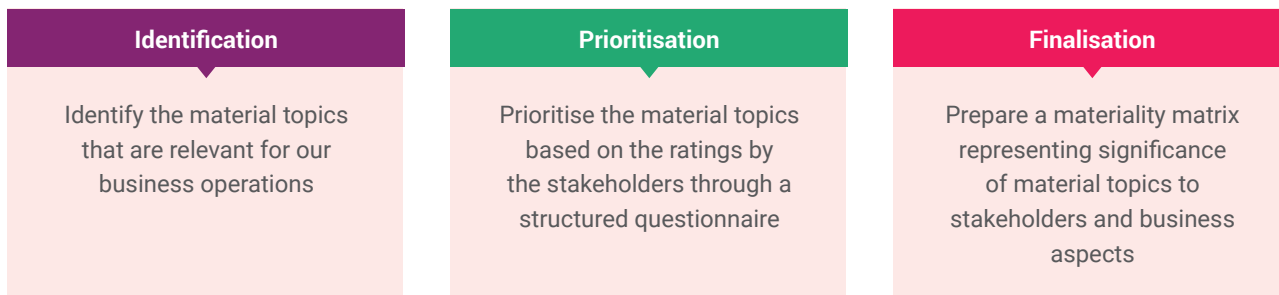 Identification
Identify the material topics
that are relevant for our
business operations
Prioritisation
Prioritise the material topics
based on the ratings by
the stakeholders through a
structured questionnaire
Finalisation
Prepare a materiality matrix
representing significance
of material topics to
stakeholders and business
aspects